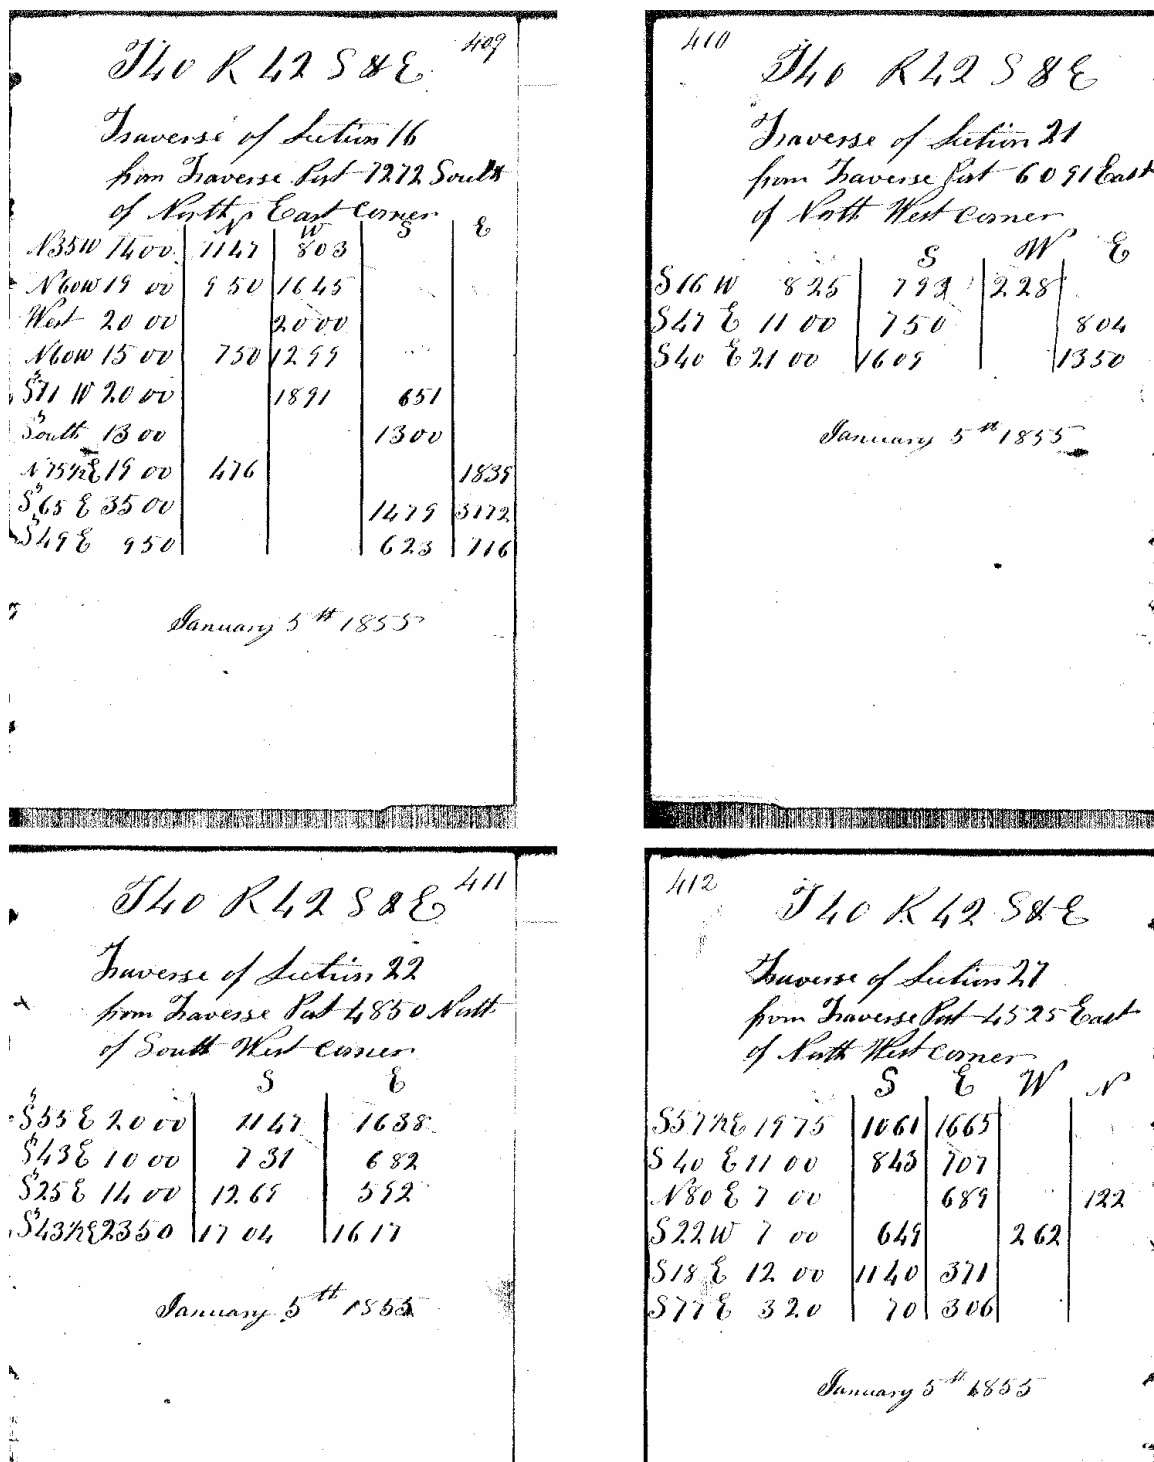 409
T40 R42 S & E
Traverse of Section 16
from Traverse Post 7272 South
of North East Corner
N W S E
N35W 1400 1147 803
N60W 19 00 950 1645
West 20 00 2000
N60W 15 00 750 1299
S71 W 20 00 1891 651
South 13 00 1300
N75½E 19 00 476 1839
S65 E 35 00 1479 3172
S49 E 950 623 716
January 5th 1855
410
T40 R42 S & E
Traverse of Section 21
from Traverse Post 6091 East
of North West Corner
S W E
S16 W 825 793 228
S47 E 11 00 750 804
S40 E 21 00 1609 1350
January 5th 1855
411
T40 R42 S & E
Traverse of Section 22
from Traverse Post 4850 North
of South West Corner
S E
S55 E 20 00 1147 1638
S43 E 10 00 731 682
S25 E 14 00 12 69 592
S43½E 2350 17 04 1617
January 5th 1855
412
T40 R42 S & E
Traverse of Section 27
from Traverse Post 4525 East
of North West Corner
S E W N
S57½E 1975 1061 1665
S40 E 11 00 843 707
N80 E 7 00 689 122
S22W 7 00 649 262
S18 E 12 00 1140 371
S77 E 320 70 306
January 5th 1855